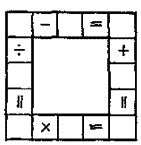 − =
÷ +
= =
× =